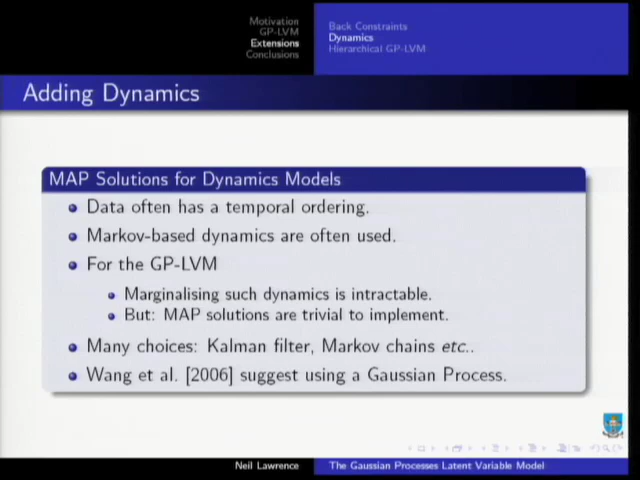 Motivation
GP-LVM
Extensions
Conclusions
Back Constraints
Dynamics
Hierarchical GP-LVM
Adding Dynamics
MAP Solutions for Dynamics Models
Data often has a temporal ordering.
Markov-based dynamics are often used.
For the GP-LVM
Marginalising such dynamics is intractable.
But: MAP solutions are trivial to implement.
Many choices: Kalman filter, Markov chains etc..
Wang et al. [2006] suggest using a Gaussian Process.
Neil Lawrence
The Gaussian Processes Latent Variable Model